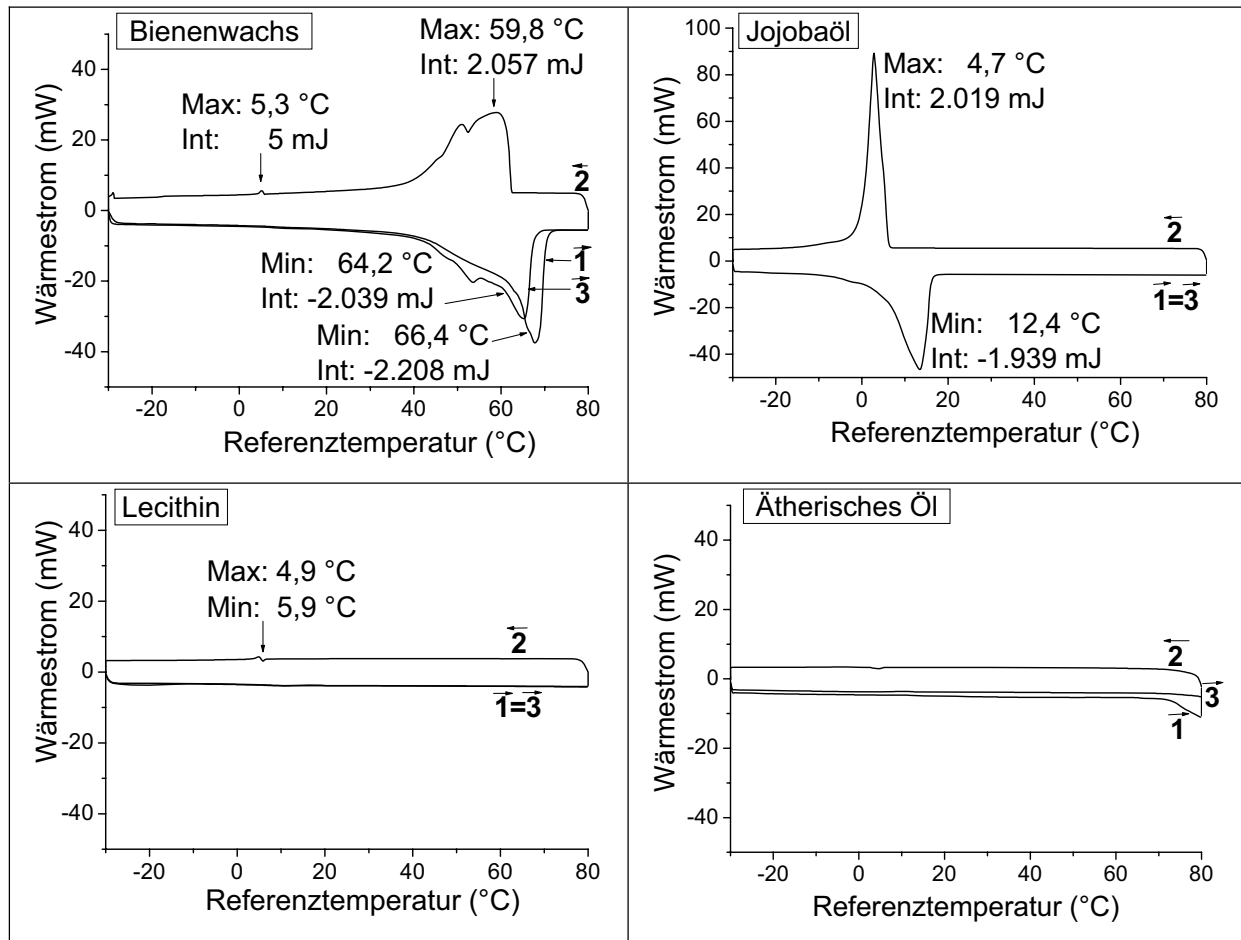 Bienenwachs
Max: 59,8 °C
Int: 2.057 mJ
Max: 5,3 °C
Int: 5 mJ
40
20
0
-20
-40
Wärmestrom (mW)
2
1
3
Min: 64,2 °C
Int: -2.039 mJ
Min: 66,4 °C
Int: -2.208 mJ
-20 0 20 40 60 80
Referenztemperatur (°C)
Jojobaöl
Max: 4,7 °C
Int: 2.019 mJ
100
80
60
40
20
0
-20
-40
Wärmestrom (mW)
2
1=3
Min: 12,4 °C
Int: -1.939 mJ
-20 0 20 40 60 80
Referenztemperatur (°C)
Lecithin
Max: 4,9 °C
Min: 5,9 °C
40
20
0
-20
-40
Wärmestrom (mW)
2
1=3
-20 0 20 40 60 80
Referenztemperatur (°C)
Ätherisches Öl
40
20
0
-20
-40
Wärmestrom (mW)
2
3
1
-20 0 20 40 60 80
Referenztemperatur (°C)